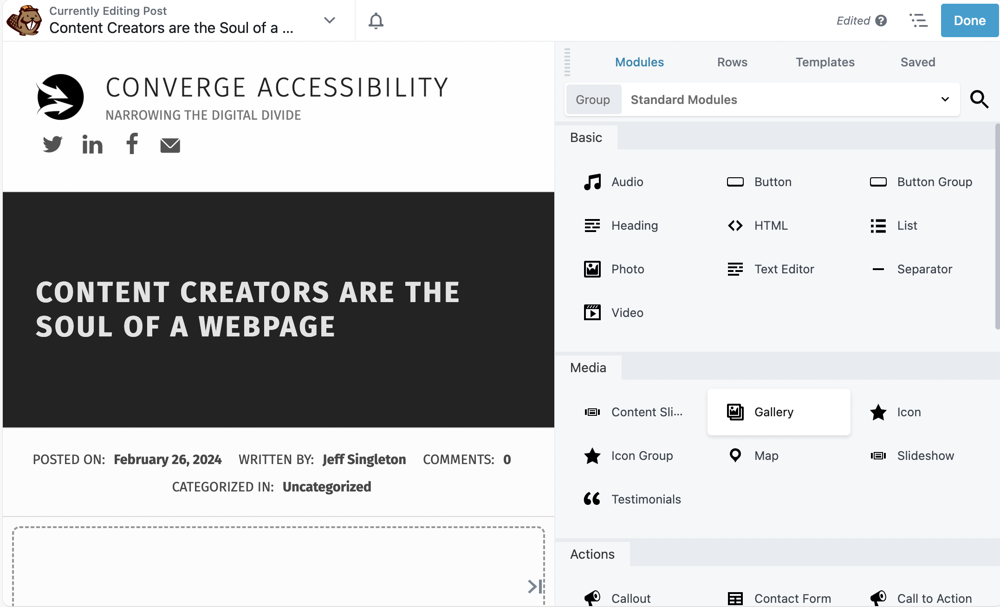 Currently Editing Post
Content Creators are the Soul of a ...
Edited
?
Done
CONVERGE ACCESSIBILITY
NARROWING THE DIGITAL DIVIDE
CONTENT CREATORS ARE THE
SOUL OF A WEBPAGE
POSTED ON: February 26, 2024 WRITTEN BY: Jeff Singleton COMMENTS: 0
CATEGORIZED IN: Uncategorized
Modules Rows Templates Saved
Group Standard Modules
Basic
Audio Button Button Group
Heading HTML List
Photo Text Editor Separator
Video
Media
Content Sli... Gallery Icon
Icon Group Map Slideshow
Testimonials
Actions
Callout Contact Form Call to Action